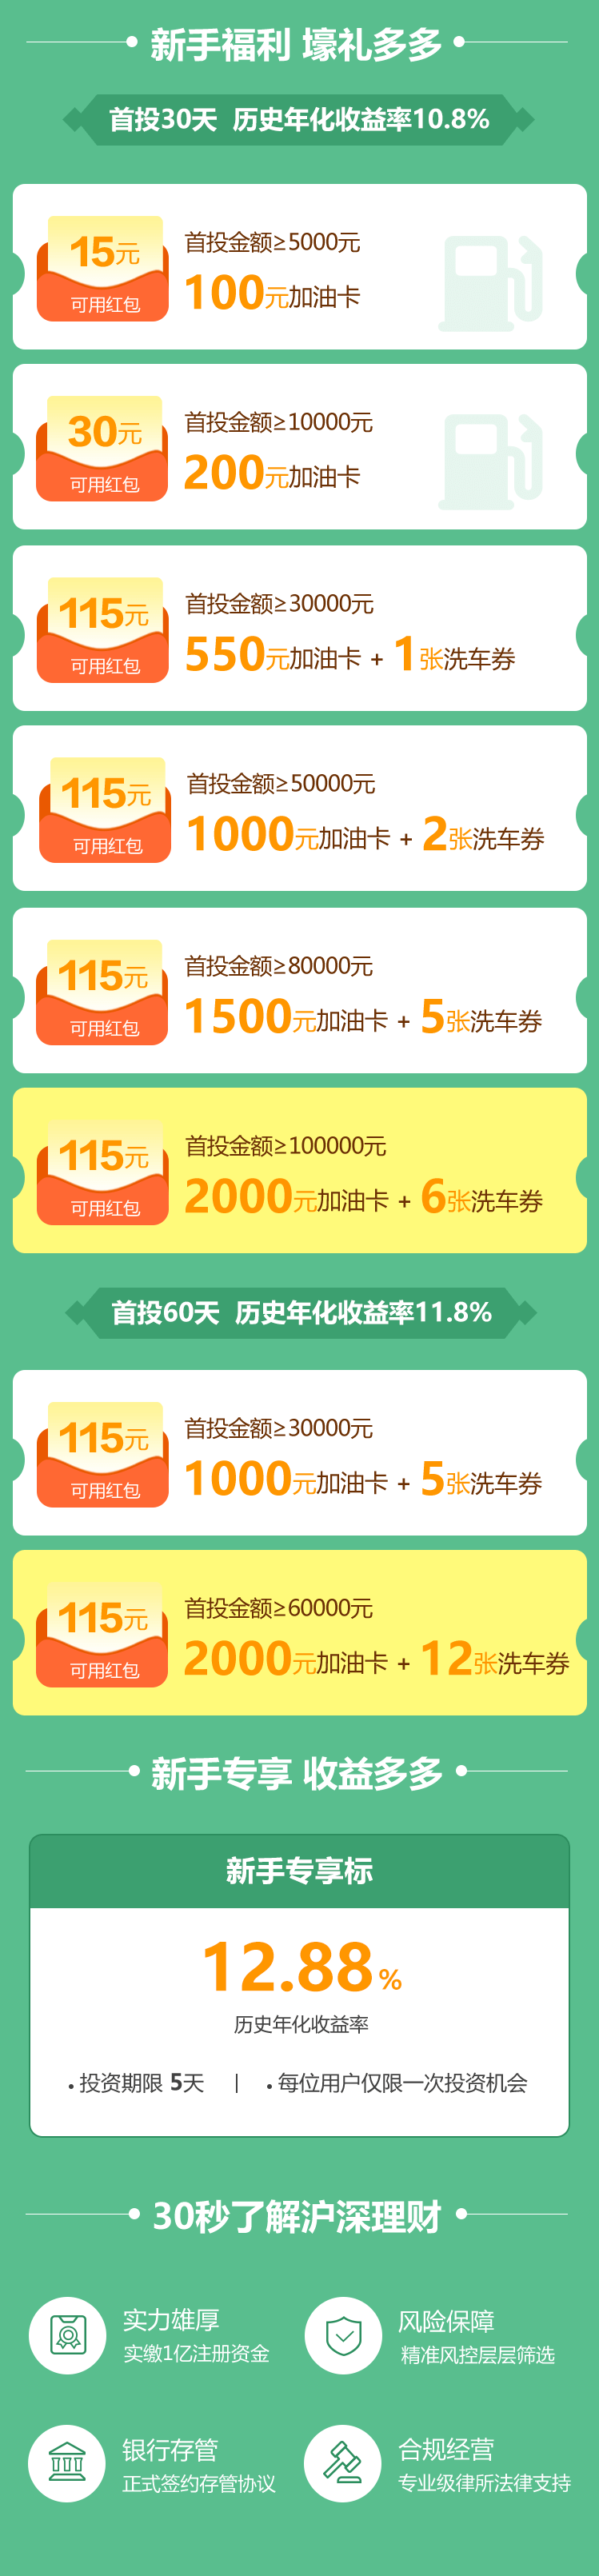 新手福利 壕礼多多
首投30天 历史年化收益率10.8%
15元
可用红包
首投金额≥5000元
100元加油卡
30元
可用红包
首投金额≥10000元
200元加油卡
115元
可用红包
首投金额≥30000元
550元加油卡 + 1张洗车券
115元
可用红包
首投金额≥50000元
1000元加油卡 + 2张洗车券
115元
可用红包
首投金额≥80000元
1500元加油卡 + 5张洗车券
115元
可用红包
首投金额≥100000元
2000元加油卡 + 6张洗车券
首投60天 历史年化收益率11.8%
115元
可用红包
首投金额≥30000元
1000元加油卡 + 5张洗车券
115元
可用红包
首投金额≥60000元
2000元加油卡 + 12张洗车券
新手专享 收益多多
新手专享标
12.88%
历史年化收益率
• 投资期限 5天 | • 每位用户仅限一次投资机会
30秒了解沪深理财
实力雄厚
实缴1亿注册资金
风险保障
精准风控层层筛选
银行存管
正式签约存管协议
合规经营
专业级律所法律支持